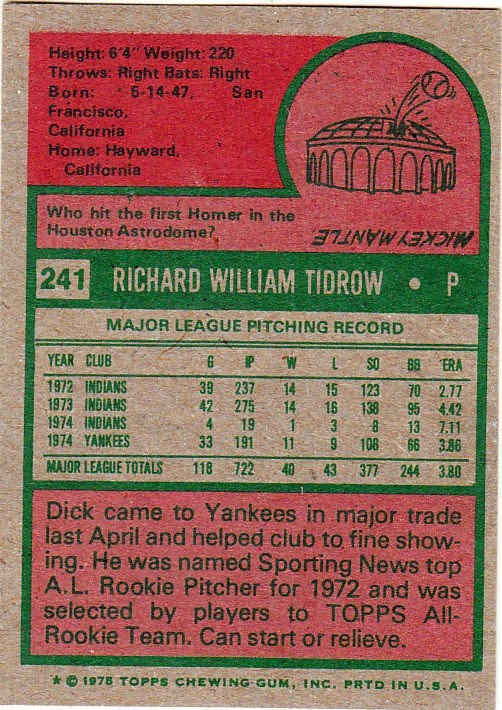 Height: 6'4" Weight: 220
Throws: Right Bats: Right
Born: 5-14-47, San
Francisco,
California
Home: Hayward,
California
Who hit the first Homer in the
Houston Astrodome?
MICKEY MANTLE
241 RICHARD WILLIAM TIDROW • P
MAJOR LEAGUE PITCHING RECORD
YEAR CLUB G IP W L SO BB ERA
1972 INDIANS 39 237 14 15 123 70 2.77
1973 INDIANS 42 275 14 16 138 95 4.42
1974 INDIANS 4 19 1 3 8 13 7.11
1974 YANKEES 33 191 11 9 108 66 3.86
MAJOR LEAGUE TOTALS 118 722 40 43 377 244 3.80
Dick came to Yankees in major trade
last April and helped club to fine show-
ing. He was named Sporting News top
A.L. Rookie Pitcher for 1972 and was
selected by players to TOPPS All-
Rookie Team. Can start or relieve.
* © 1975 TOPPS CHEWING GUM, INC. PRTD IN U.S.A.